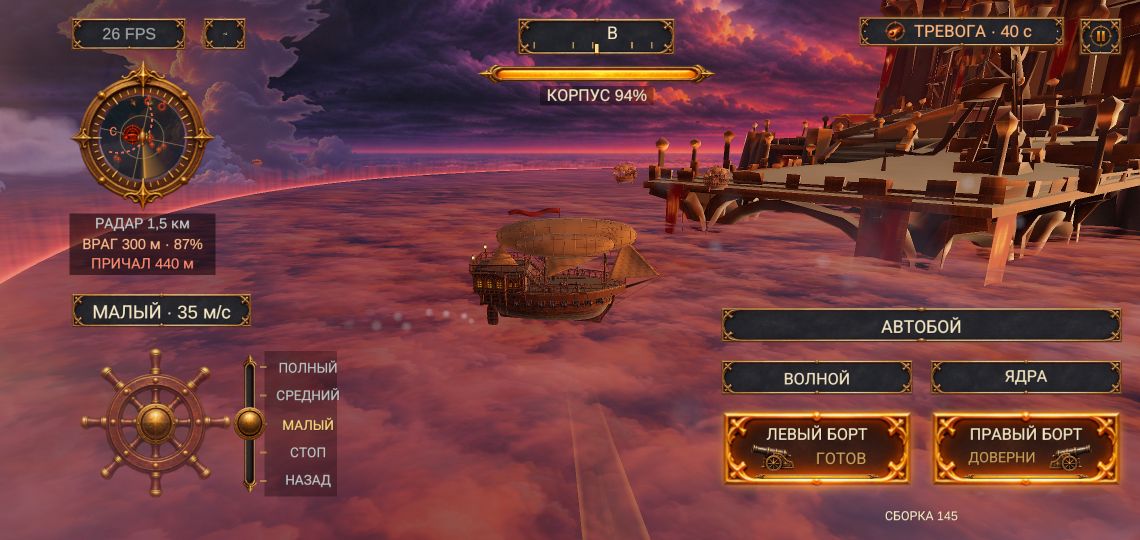 26 FPS
В
ТРЕВОГА · 40 с
КОРПУС 94%
С
РАДАР 1,5 км
ВРАГ 300 м · 87%
ПРИЧАЛ 440 м
МАЛЫЙ · 35 м/с
ПОЛНЫЙ
СРЕДНИЙ
МАЛЫЙ
СТОП
НАЗАД
АВТОБОЙ
ВОЛНОЙ
ЯДРА
ЛЕВЫЙ БОРТ
ГОТОВ
ПРАВЫЙ БОРТ
ДОВЕРНИ
СБОРКА 145